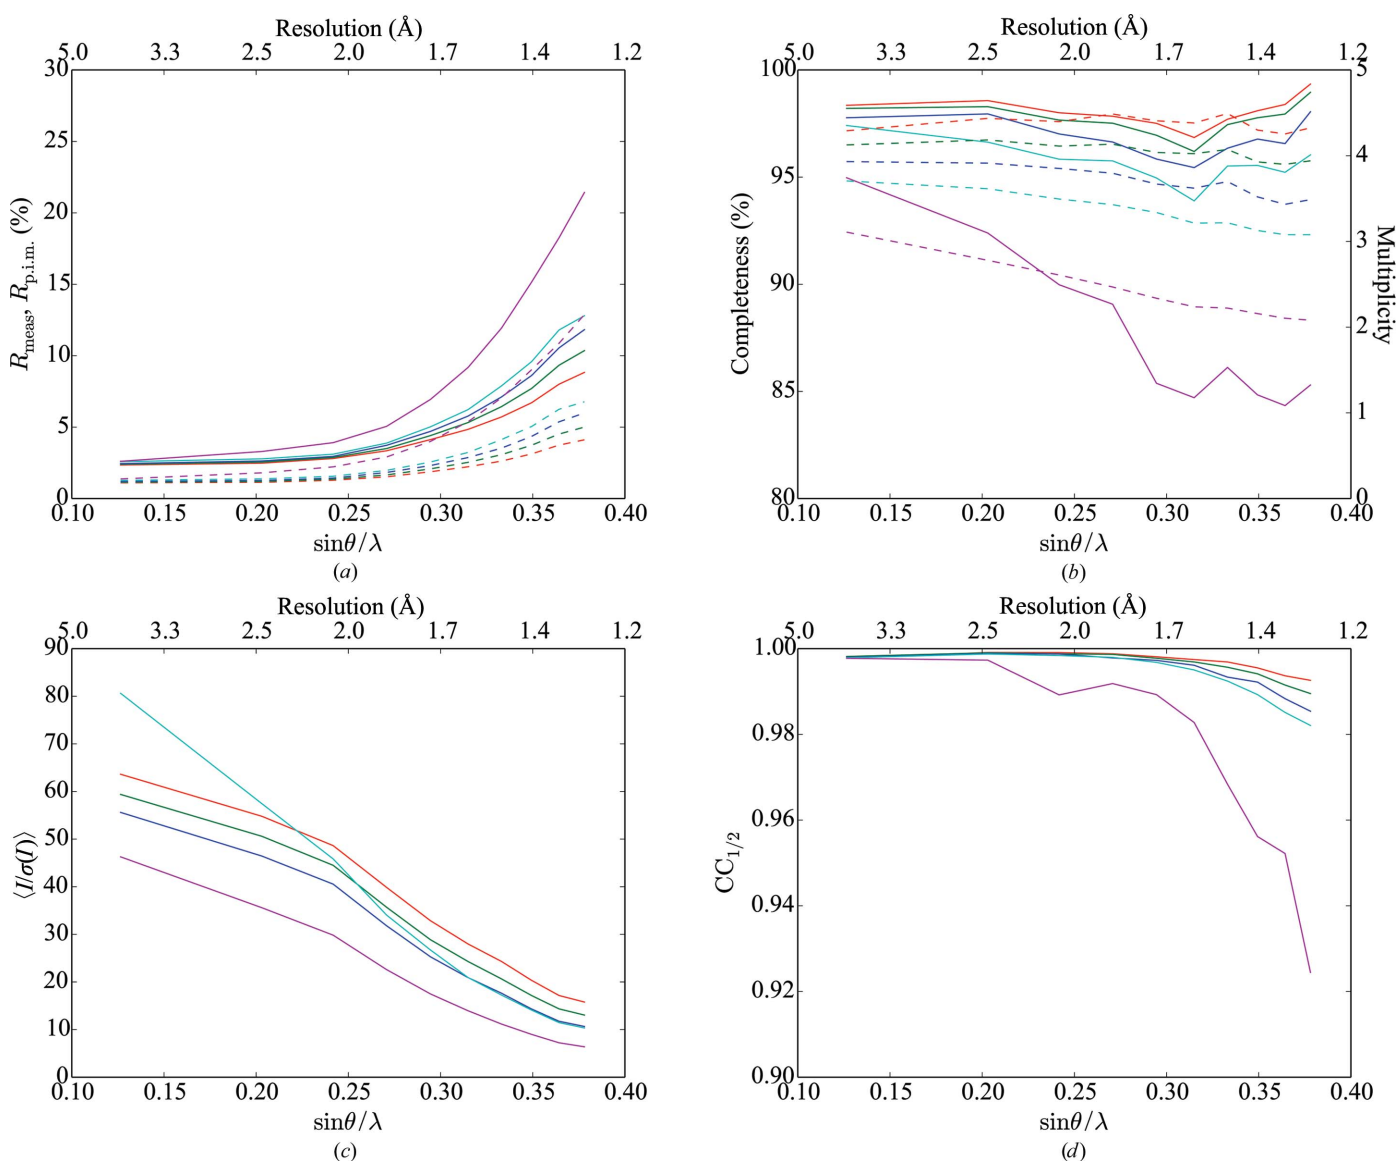 Resolution (Å)
5.0 3.3 2.5 2.0 1.7 1.4 1.2
30
25
20
15
10
5
0
R_meas, R_p.i.m. (%)
0.10 0.15 0.20 0.25 0.30 0.35 0.40
sinθ/λ
(a)
Resolution (Å)
5.0 3.3 2.5 2.0 1.7 1.4 1.2
100
95
90
85
80
Completeness (%)
5
4
3
2
1
0
Multiplicity
0.10 0.15 0.20 0.25 0.30 0.35 0.40
sinθ/λ
(b)
Resolution (Å)
5.0 3.3 2.5 2.0 1.7 1.4 1.2
90
80
70
60
50
40
30
20
10
0
⟨I/σ(I)⟩
0.10 0.15 0.20 0.25 0.30 0.35 0.40
sinθ/λ
(c)
Resolution (Å)
5.0 3.3 2.5 2.0 1.7 1.4 1.2
1.00
0.98
0.96
0.94
0.92
0.90
CC1/2
0.10 0.15 0.20 0.25 0.30 0.35 0.40
sinθ/λ
(d)